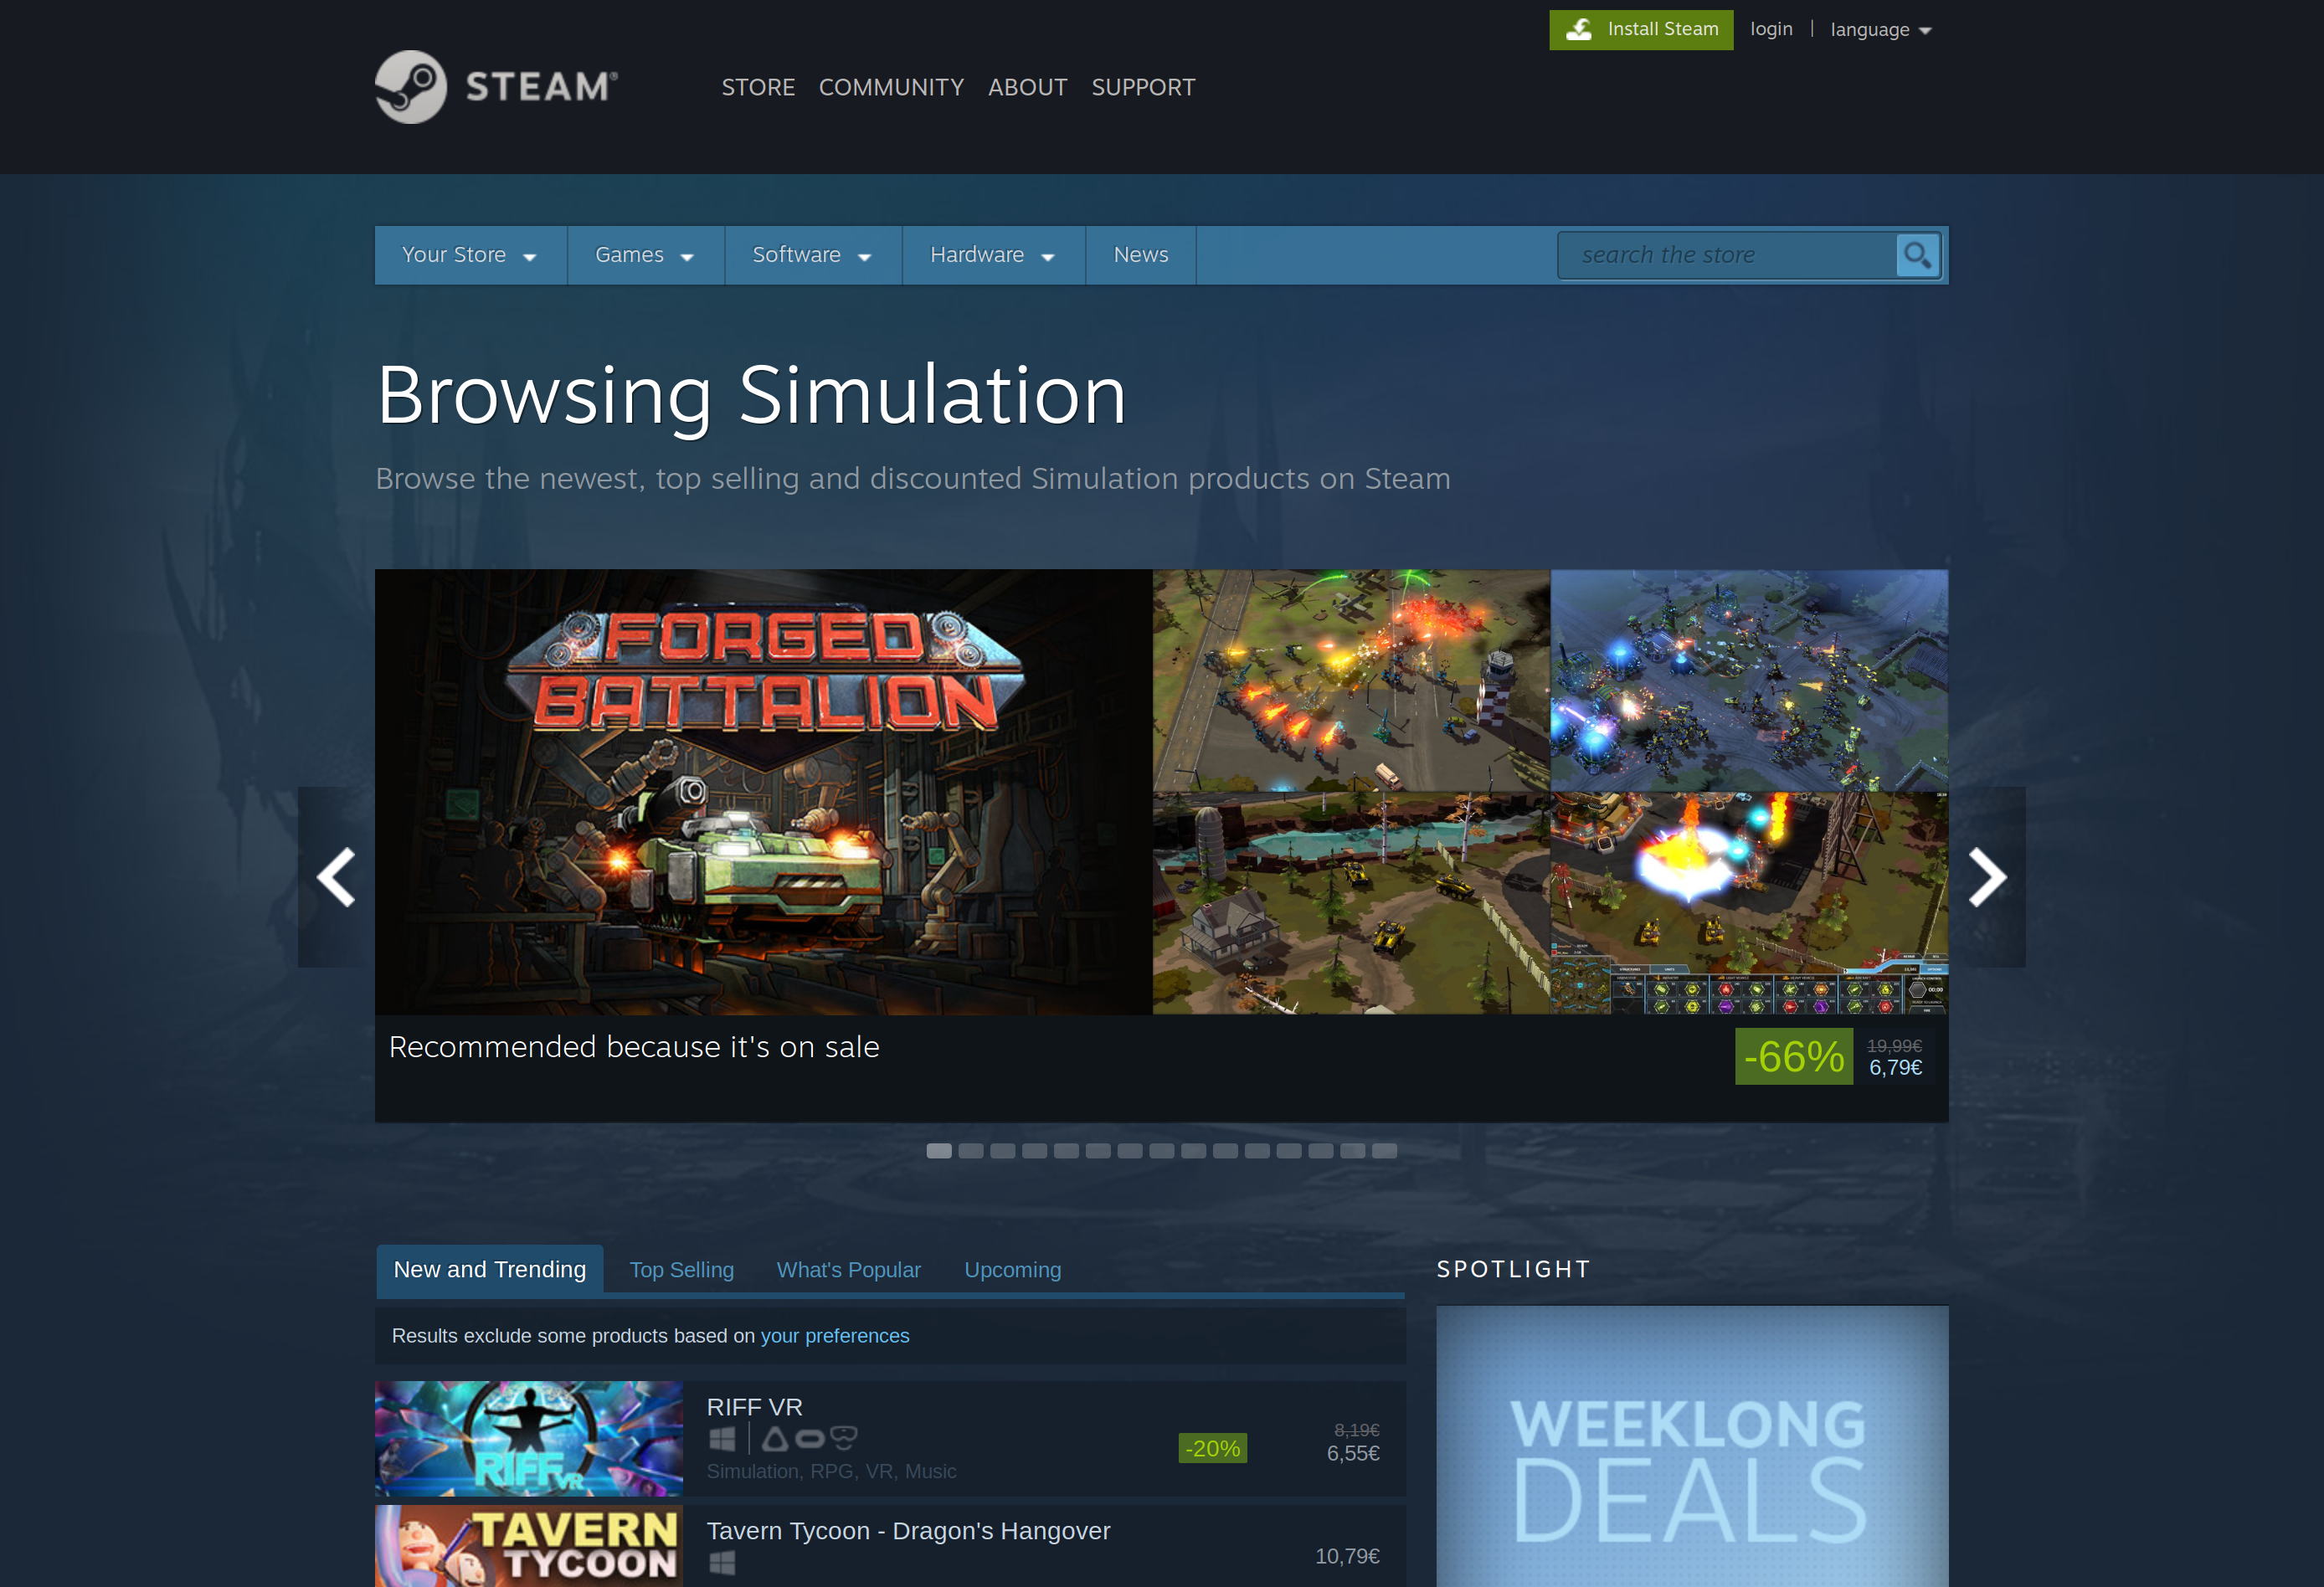 Install Steam
login | language
STEAM®
STORE COMMUNITY ABOUT SUPPORT
Your Store Games Software Hardware News
search the store
Browsing Simulation
Browse the newest, top selling and discounted Simulation products on Steam
FORGED
BATTALION
Recommended because it's on sale
-66%
19,99€
6,79€
New and Trending Top Selling What's Popular Upcoming
Results exclude some products based on your preferences
RIFF VR
RIFF VR
Simulation, RPG, VR, Music
-20%
8,19€
6,55€
TAVERN
TYCOON
Tavern Tycoon - Dragon's Hangover
10,79€
SPOTLIGHT
WEEKLONG
DEALS